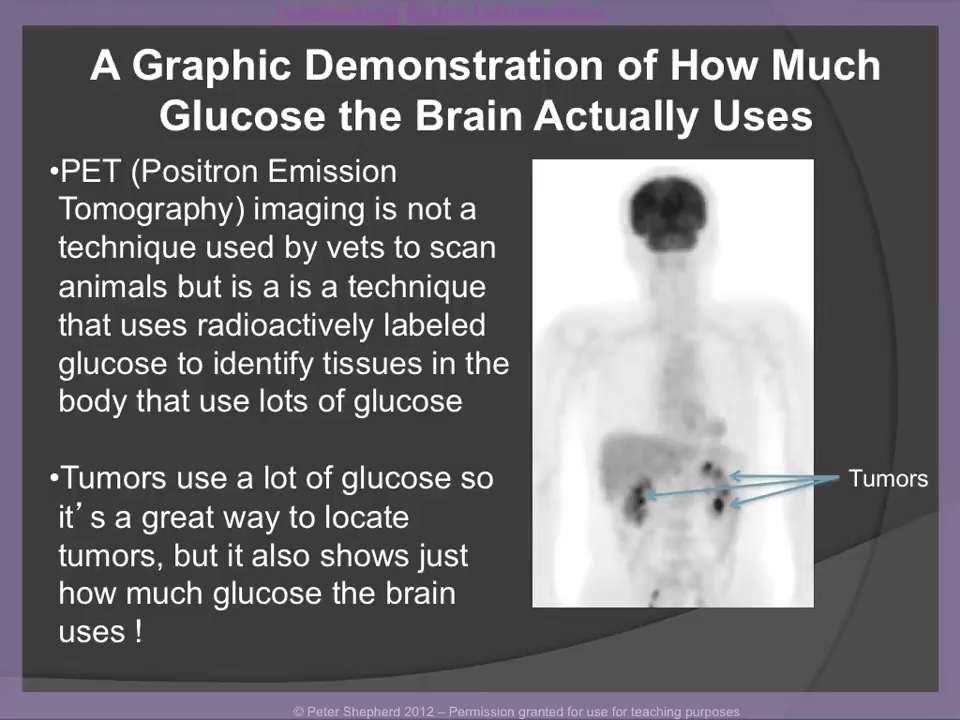 A Graphic Demonstration of How Much
Glucose the Brain Actually Uses
•PET (Positron Emission
Tomography) imaging is not a
technique used by vets to scan
animals but is a is a technique
that uses radioactively labeled
glucose to identify tissues in the
body that use lots of glucose
•Tumors use a lot of glucose so
it’s a great way to locate
tumors, but it also shows just
how much glucose the brain
uses !
Tumors
© Peter Shepherd 2012 – Permission granted for use for teaching purposes